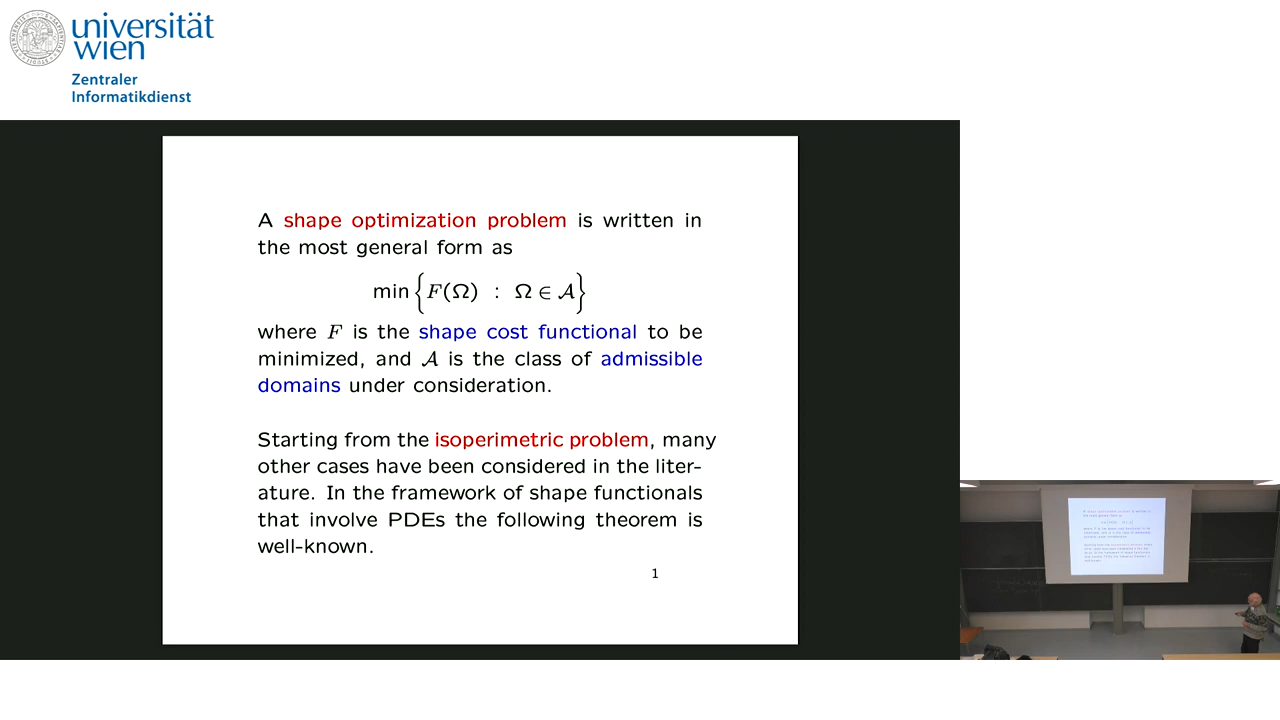 universität
wien
Zentraler
Informatikdienst
A shape optimization problem is written in
the most general form as
min{F(Ω) : Ω ∈ 𝒜}
where F is the shape cost functional to be
minimized, and 𝒜 is the class of admissible
domains under consideration.
Starting from the isoperimetric problem, many
other cases have been considered in the liter-
ature. In the framework of shape functionals
that involve PDEs the following theorem is
well-known.
1